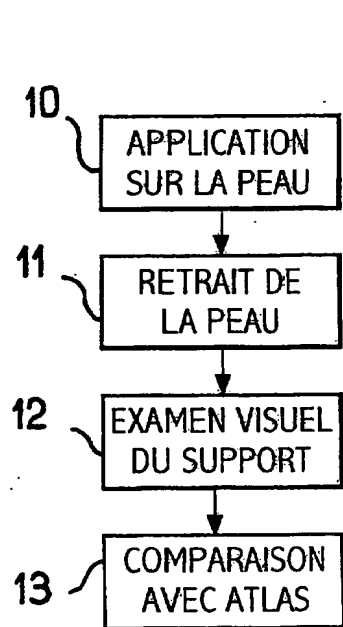 10
APPLICATION
SUR LA PEAU
11
RETRAIT DE
LA PEAU
12
EXAMEN VISUEL
DU SUPPORT
13
COMPARAISON
AVEC ATLAS